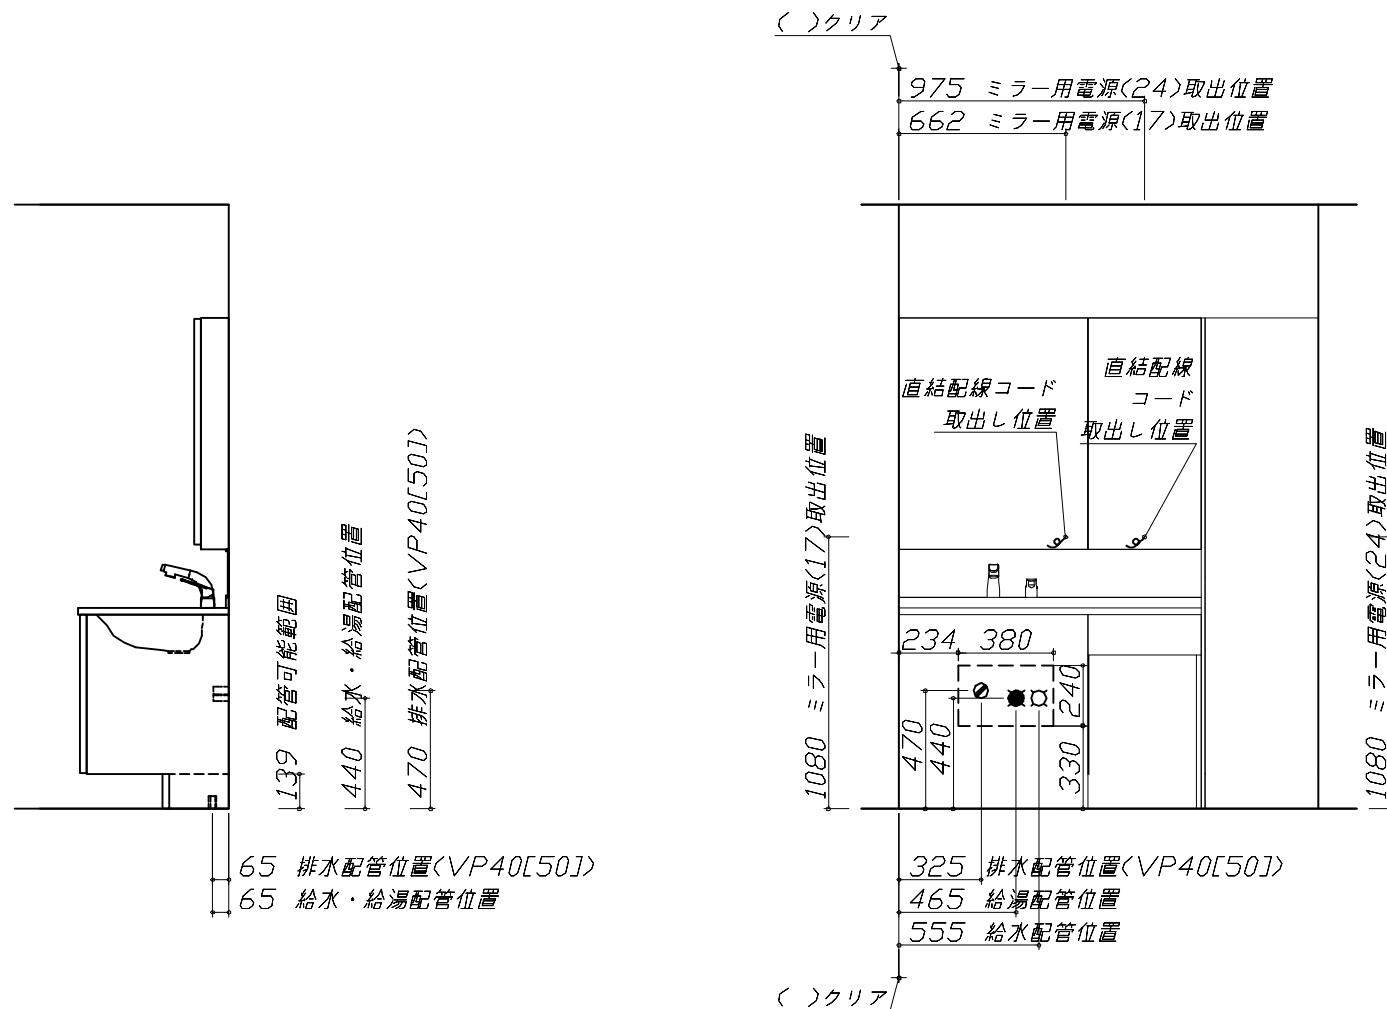 ( )クリア
975 ミラー用電源(24)取出位置
662 ミラー用電源(17)取出位置
直結配線
コード
取出し位置
直結配線コード
取出し位置
139 配管可能範囲
440 給水・給湯配管位置
470 排水配管位置(VP40[50])
1080 ミラー用電源(17)取出位置
1080 ミラー用電源(24)取出位置
234
380
240
470
440
330
65 排水配管位置(VP40[50])
65 給水・給湯配管位置
325 排水配管位置(VP40[50])
465 給湯配管位置
555 給水配管位置
( )クリア